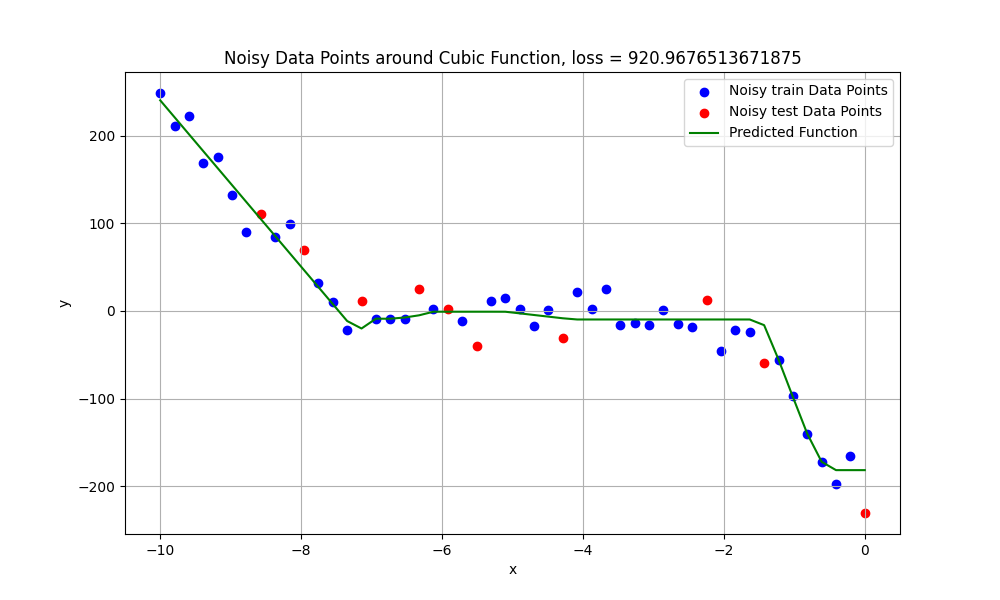 Noisy Data Points around Cubic Function, loss = 920.9676513671875
Noisy train Data Points
Noisy test Data Points
Predicted Function
y
200
100
0
−100
−200
−10
−8
−6
−4
−2
0
x